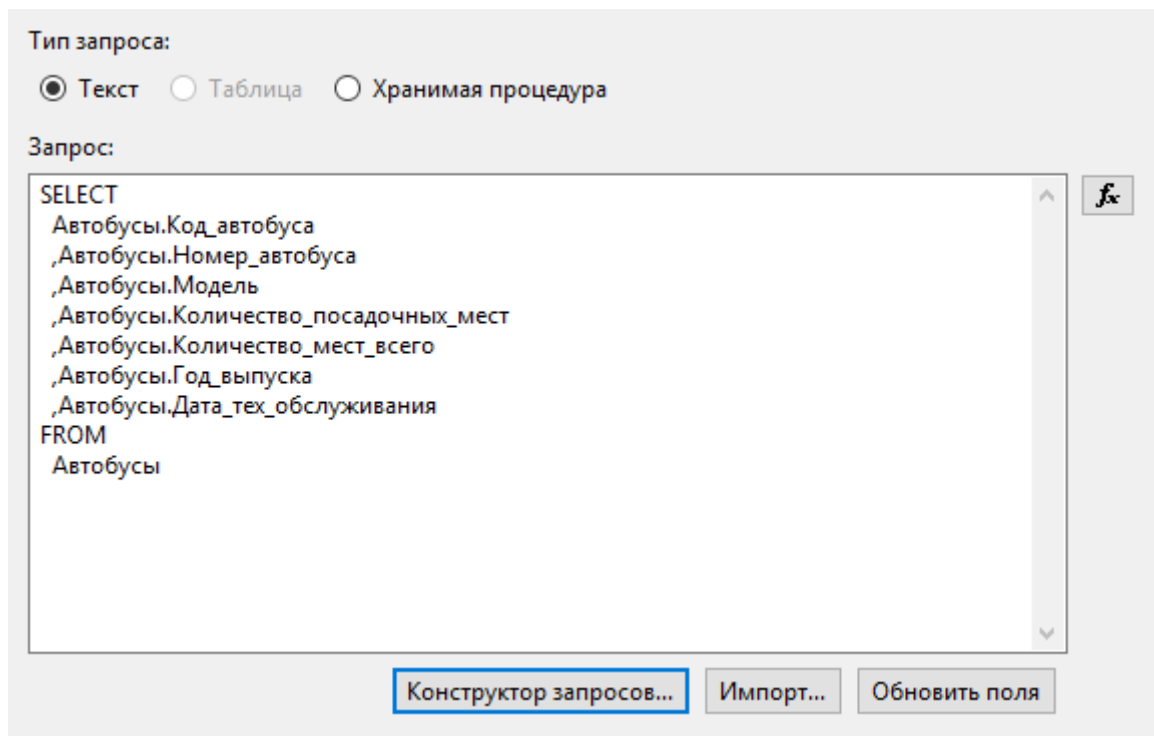 Тип запроса:
Текст Таблица Хранимая процедура
Запрос:
SELECT
Автобусы.Код_автобуса
,Автобусы.Номер_автобуса
,Автобусы.Модель
,Автобусы.Количество_посадочных_мест
,Автобусы.Количество_мест_всего
,Автобусы.Год_выпуска
,Автобусы.Дата_тех_обслуживания
FROM
Автобусы
fx
Конструктор запросов... Импорт... Обновить поля